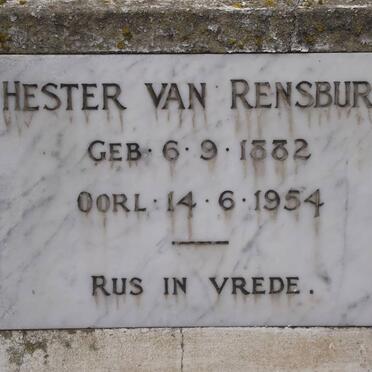 HESTER VAN RENSBUR
GEB · 6 · 9 · 1882
OORL · 14 · 6 · 1954
RUS IN VREDE.